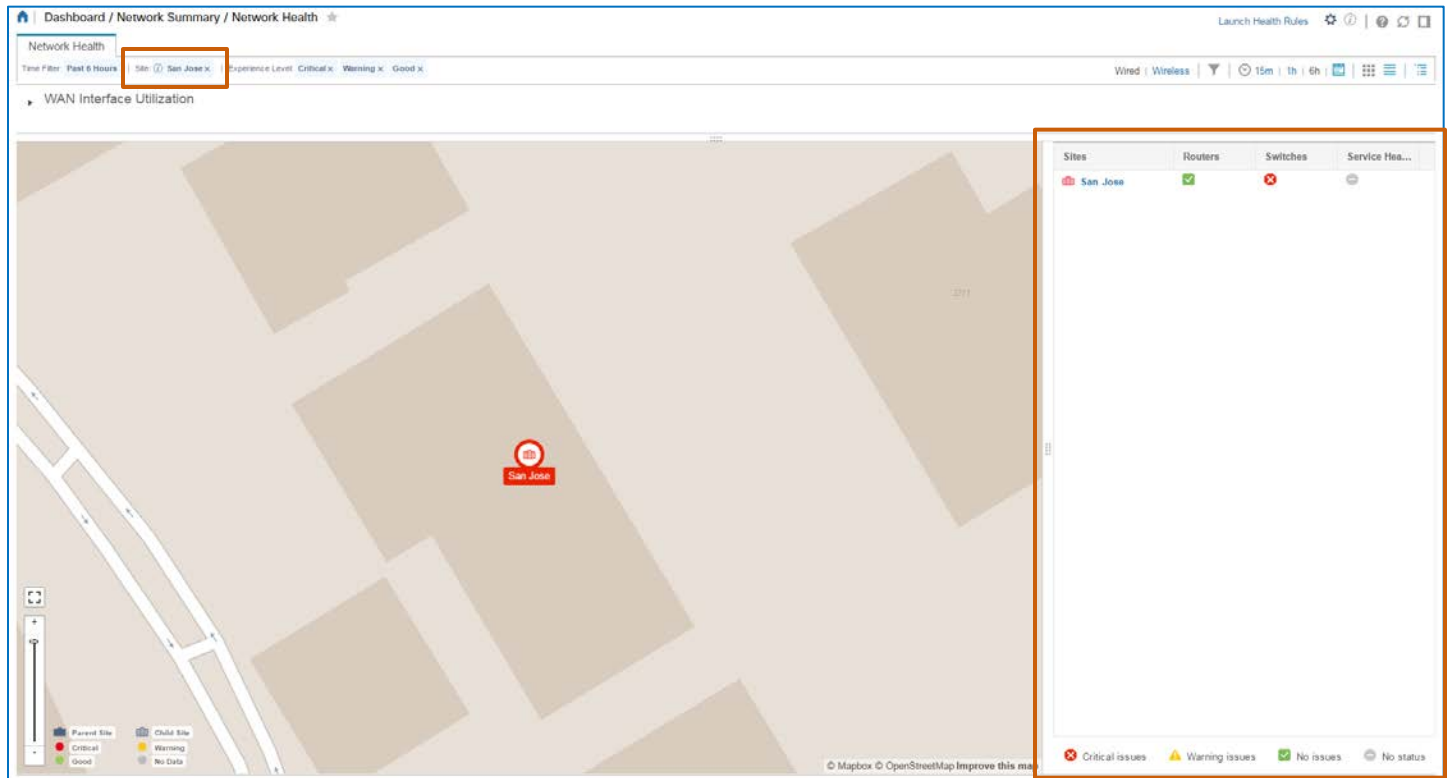 Dashboard / Network Summary / Network Health
Launch Health Rules
Network Health
Time Filter Past 6 Hours | Site San Jose x | Experience Level Critical x Warning x Good x
Wired | Wireless | 15m | 1h | 6h
WAN Interface Utilization
Sites Routers Switches Service Hea...
San Jose
San Jose
+
-
Parent Site Child Site
Critical Warning
Good No Data
© Mapbox © OpenStreetMap Improve this map
Critical issues Warning issues No issues No status